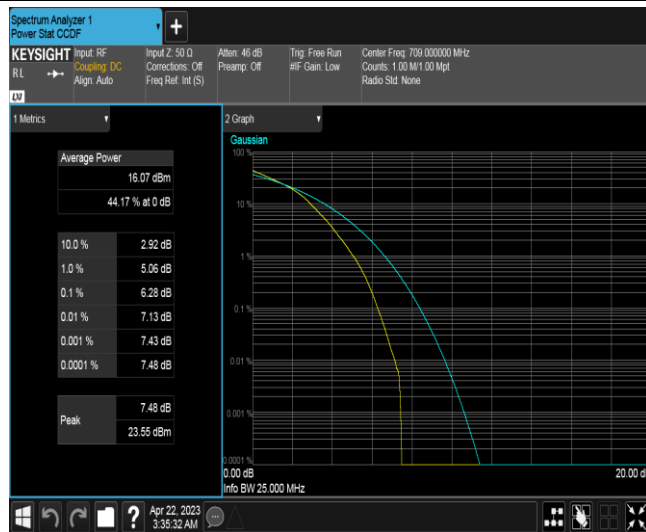 Spectrum Analyzer 1
Power Stat CCDF
+
KEYSIGHT
RL
LXI
Input: RF
Coupling: DC
Align: Auto
Input Z: 50 Ω
Corrections: Off
Freq Ref: Int (S)
Atten: 46 dB
Preamp: Off
Trig: Free Run
#IF Gain: Low
Center Freq: 709.000000 MHz
Counts: 1.00 M/1.00 Mpt
Radio Std: None
1 Metrics
Average Power
16.07 dBm
44.17 % at 0 dB
10.0 % 2.92 dB
1.0 % 5.06 dB
0.1 % 6.28 dB
0.01 % 7.13 dB
0.001 % 7.43 dB
0.0001 % 7.48 dB
Peak
7.48 dB
23.55 dBm
2 Graph
Gaussian
100 %
10 %
1 %
0.1 %
0.01 %
0.001 %
0.0001 %
0.00 dB
20.00 d
Info BW 25.000 MHz
?
Apr 22, 2023
3:35:32 AM